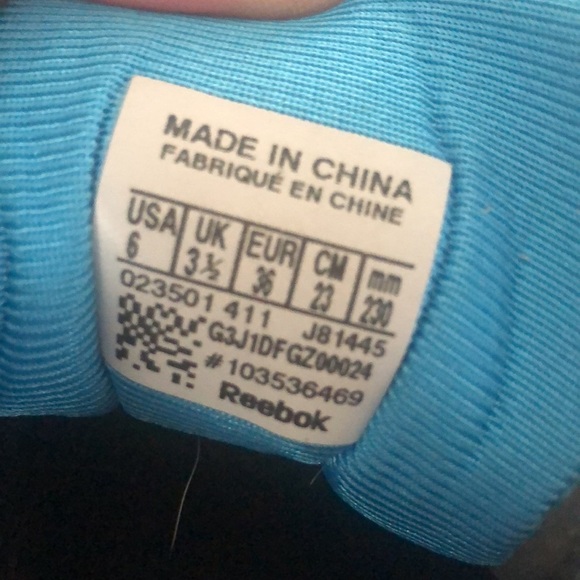 MADE IN CHINA
FABRIQUÉ EN CHINE
USA UK EUR CM mm
6 3½ 36 23 230
023501 411 J81445
G3J1DFGZ00024
#103536469
Reebok